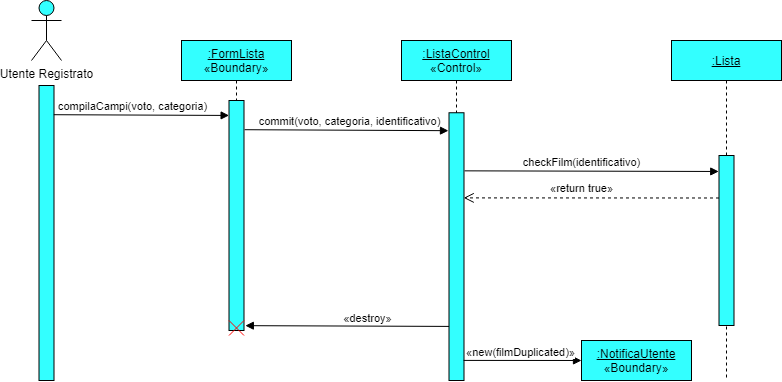 Utente Registrato
:FormLista
«Boundary»
:ListaControl
«Control»
:Lista
compilaCampi(voto, categoria)
commit(voto, categoria, identificativo)
checkFilm(identificativo)
«return true»
«destroy»
«new(filmDuplicated)»
:NotificaUtente
«Boundary»